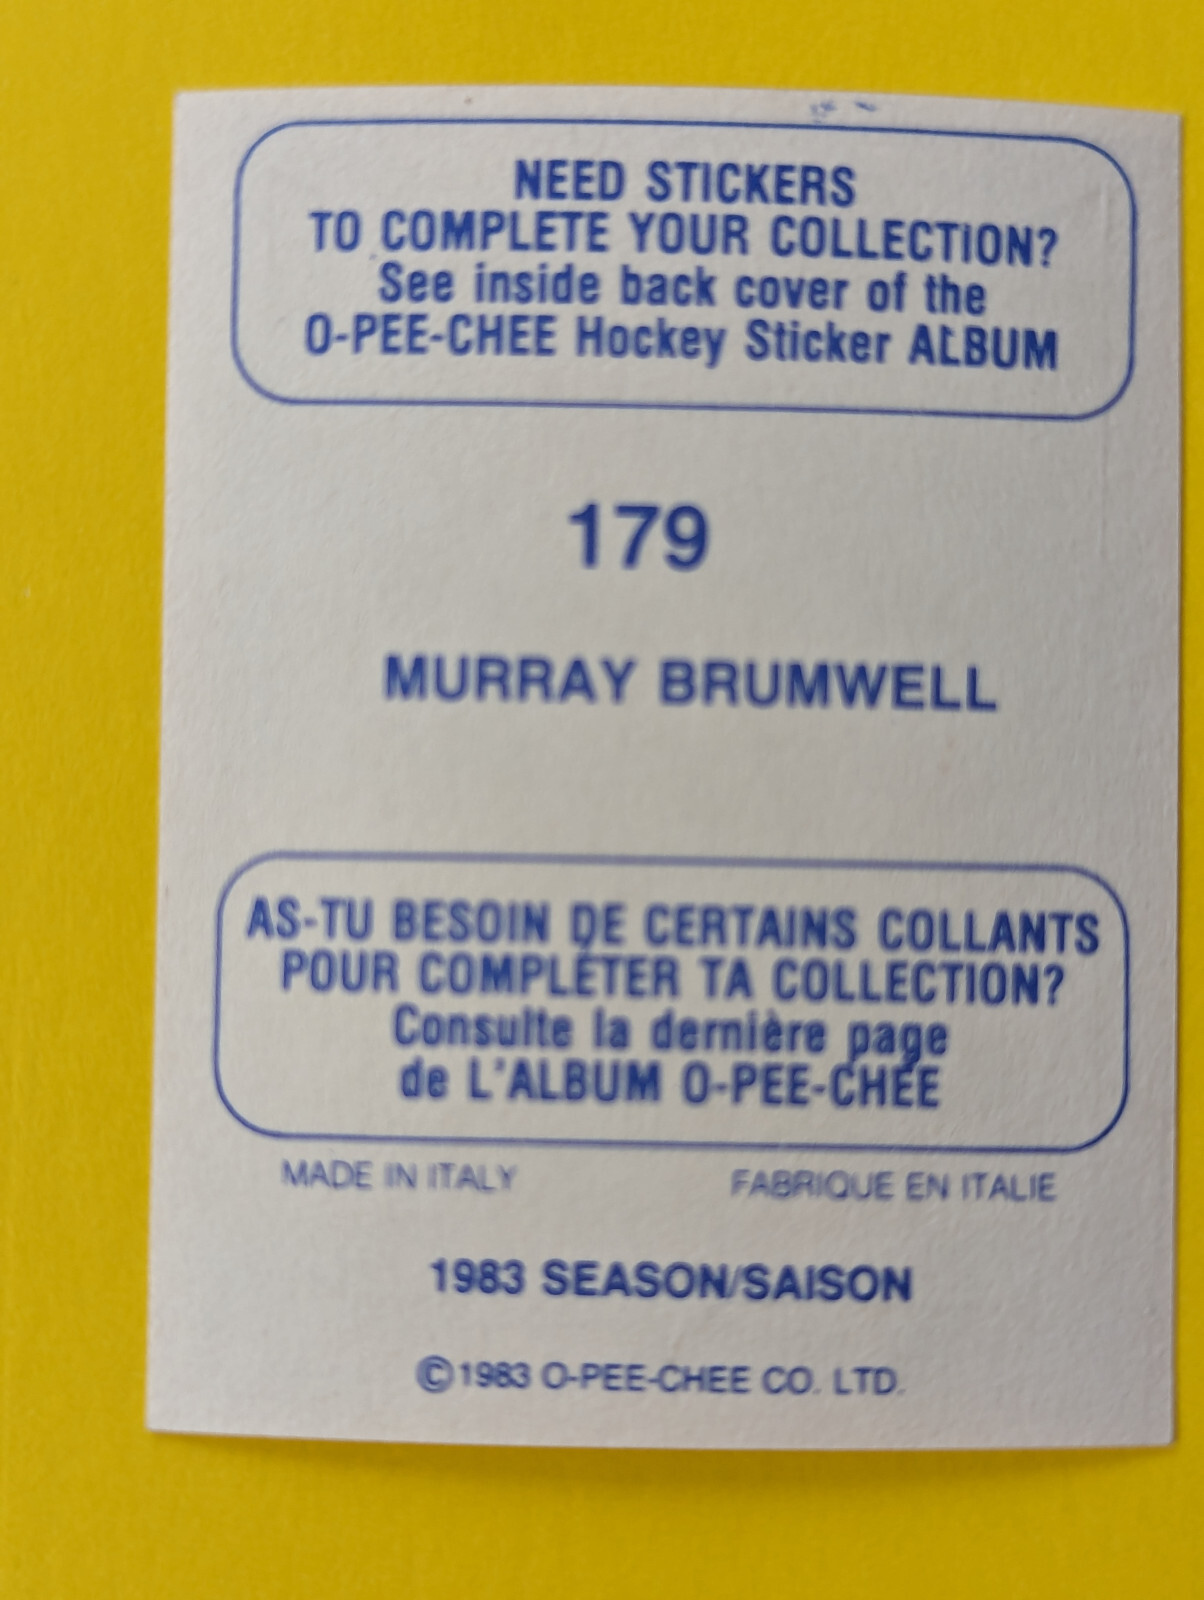 NEED STICKERS
TO COMPLETE YOUR COLLECTION?
See inside back cover of the
O-PEE-CHEE Hockey Sticker ALBUM
179
MURRAY BRUMWELL
AS-TU BESOIN DE CERTAINS COLLANTS
POUR COMPLÉTER TA COLLECTION?
Consulte la dernière page
de L'ALBUM O-PEE-CHEE
MADE IN ITALY FABRIQUE EN ITALIE
1983 SEASON/SAISON
©1983 O-PEE-CHEE CO. LTD.